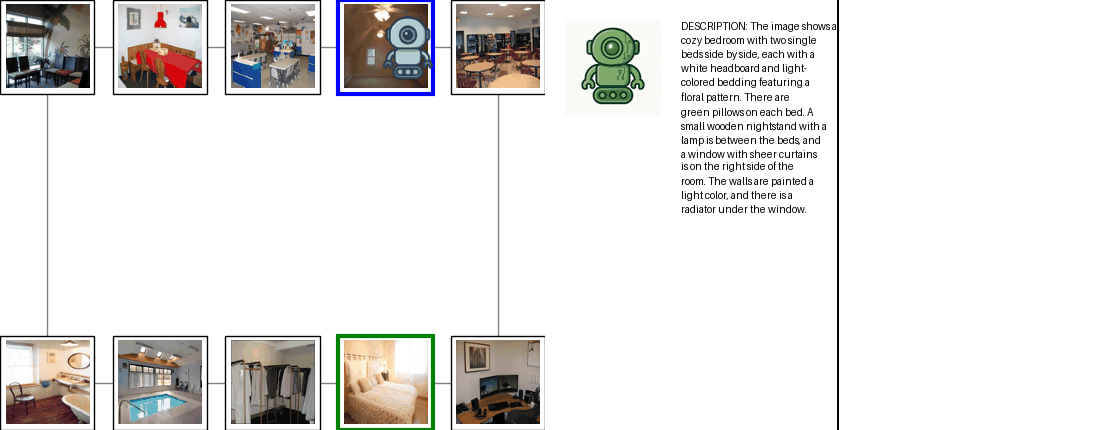 DESCRIPTION: The image shows a
cozy bedroom with two single
beds side by side, each with a
white headboard and light-
colored bedding featuring a
floral pattern. There are
green pillows on each bed. A
small wooden nightstand with a
lamp is between the beds, and
a window with sheer curtains
is on the right side of the
room. The walls are painted a
light color, and there is a
radiator under the window.